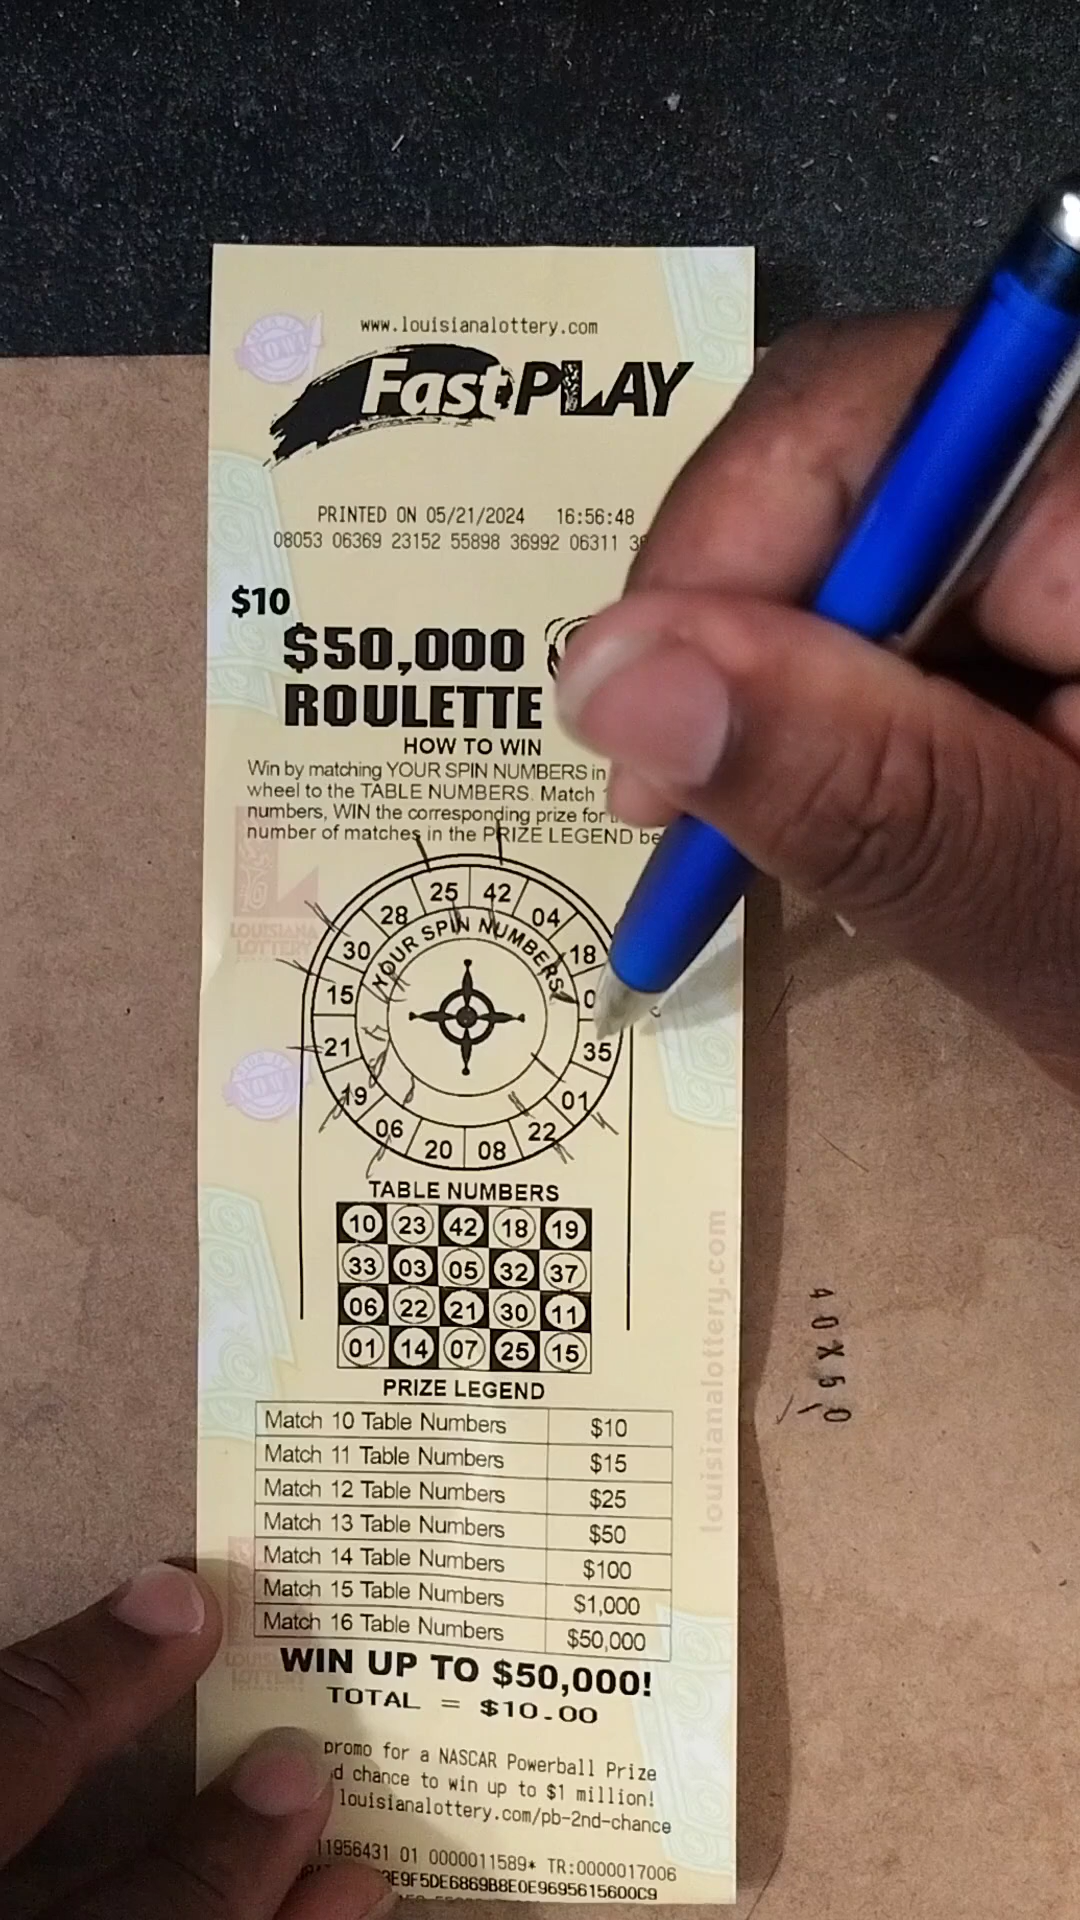 www.louisianalottery.com
Fast PLAY
PRINTED ON 05/21/2024 16:56:48
08053 06369 23152 55898 36992 06311
$10
$50,000
ROULETTE
HOW TO WIN
Win by matching YOUR SPIN NUMBERS in
wheel to the TABLE NUMBERS. Match
numbers, WIN the corresponding prize for
number of matches in the PRIZE LEGEND
25 42
28 04
30 18
15
21 35
19 01
06 22
20 08
YOUR SPIN NUMBERS
TABLE NUMBERS
10 23 42 18 19
33 03 05 32 37
06 22 21 30 11
01 14 07 25 15
PRIZE LEGEND
Match 10 Table Numbers $10
Match 11 Table Numbers $15
Match 12 Table Numbers $25
Match 13 Table Numbers $50
Match 14 Table Numbers $100
Match 15 Table Numbers $1,000
Match 16 Table Numbers $50,000
WIN UP TO $50,000!
TOTAL = $10.00
promo for a NASCAR Powerball Prize
chance to win up to $1 million!
louisianalottery.com/pb-2nd-chance
11956431 01 0000011589* TR:0000017006
E9F5DE6869B8E0E9695615600C9
LOUISIANA
LOTTERY
NOW!
louisianalottery.com
40X50